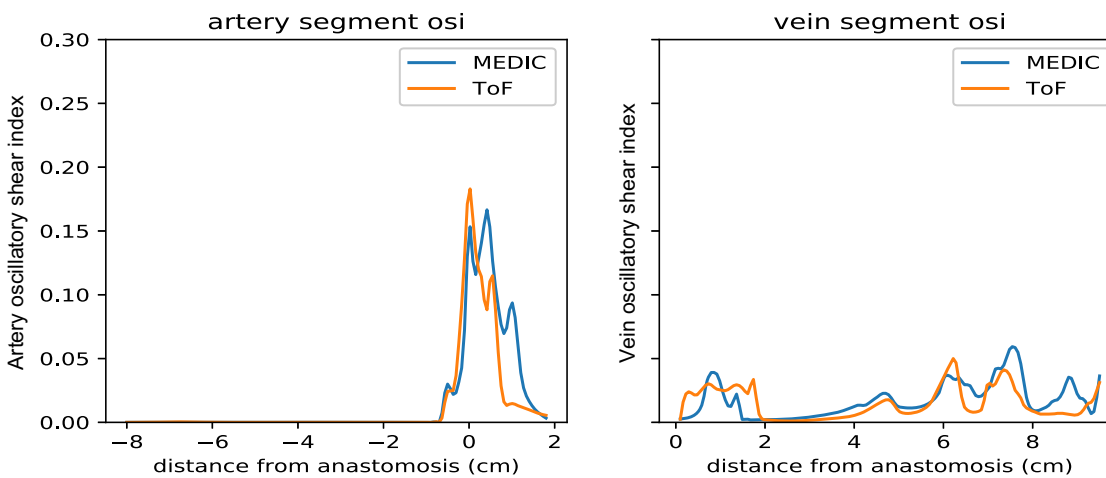 artery segment osi
vein segment osi
0.30
0.25
0.20
0.15
0.10
0.05
0.00
Artery oscillatory shear index
MEDIC
ToF
−8
−6
−4
−2
0
2
distance from anastomosis (cm)
Vein oscillatory shear index
MEDIC
ToF
0
2
4
6
8
distance from anastomosis (cm)